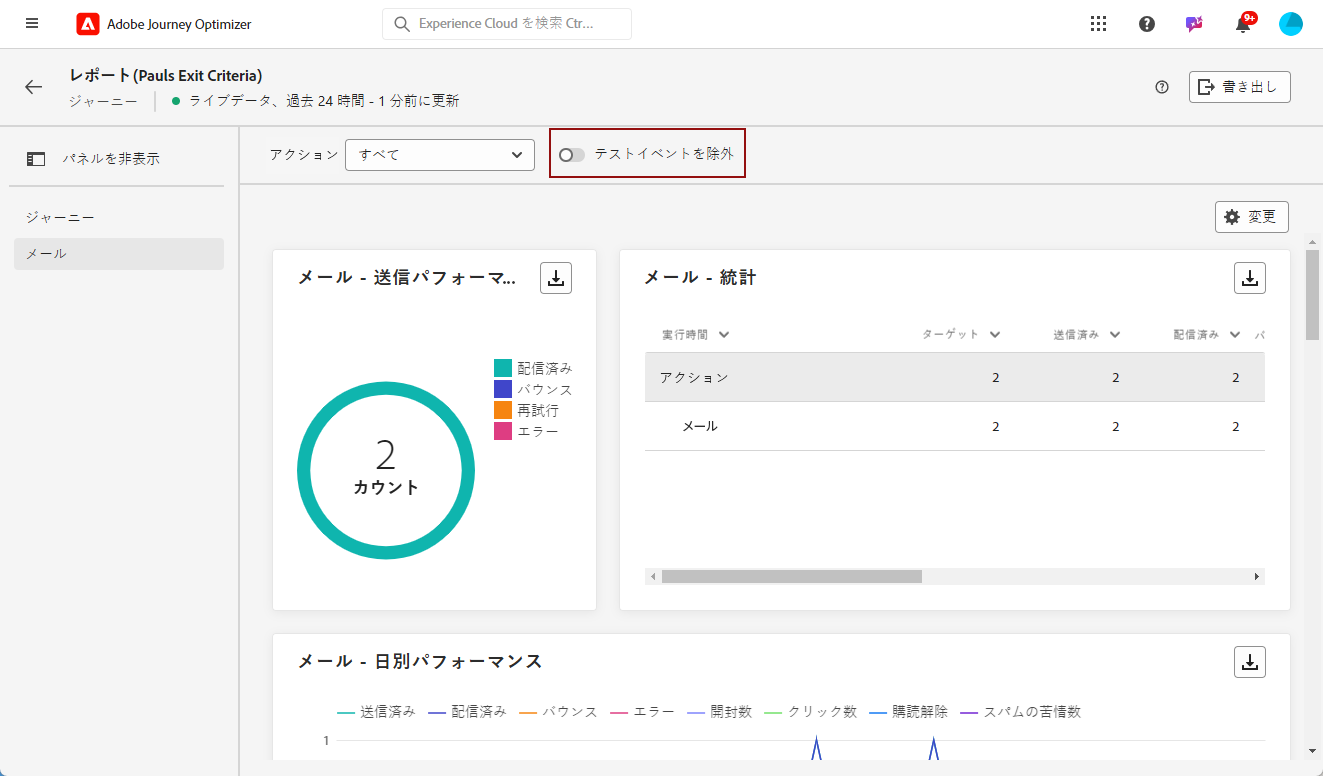 Adobe Journey Optimizer
Experience Cloud を検索 Ctr...
9+
レポート(Pauls Exit Criteria)
ジャーニー
ライブデータ、過去 24 時間 - 1 分前に更新
書き出し
パネルを非表示
アクション
すべて
テストイベントを除外
ジャーニー
メール
変更
メール - 送信パフォーマ...
配信済み
バウンス
再試行
エラー
2
カウント
メール - 統計
実行時間 ターゲット 送信済み 配信済み バ
アクション 2 2 2
メール 2 2 2
メール - 日別パフォーマンス
送信済み 配信済み バウンス エラー 開封数 クリック数 購読解除 スパムの苦情数
1